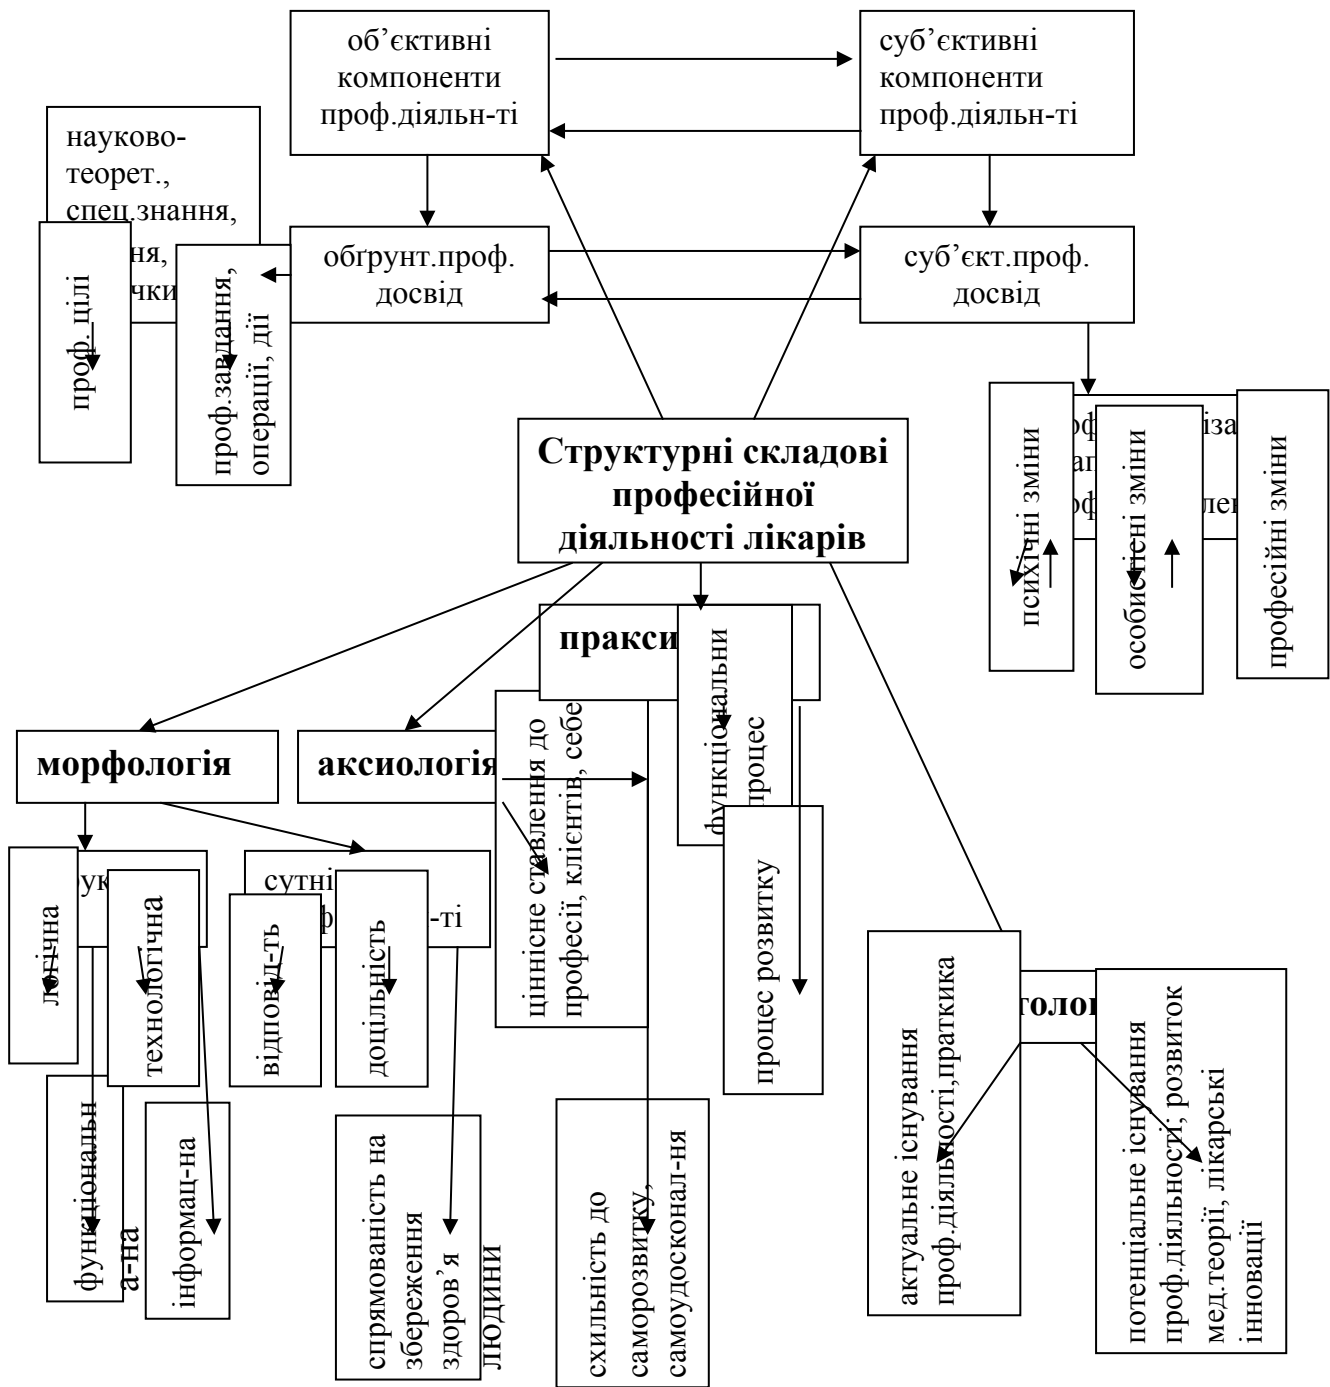 об’єктивні
компоненти
проф.діяльн-ті
суб’єктивні
компоненти
проф.діяльн-ті
науково-
теорет.,
спец.знання,
проф. цілі
проф.завдання,
операції, дії
обґрунт.проф.
досвід
суб’єкт.проф.
досвід
Структурні складові
професійної
діяльності лікарів
психічні зміни
особистісні зміни
професійні зміни
функціональни
процес
морфологія
аксиологія
ціннісне ставлення до
професії, клієнтів, себе
процес розвитку
логічна
технологічна
відповід-ть
доцільність
функціональн
а-на
інформац-на
спрямованість на
збереження
здоров’я
людини
схильність до
саморозвитку,
самоудосконал-ня
актуальне існування
проф.діяльності,праткика
потенціальне існування
проф.діяльності; розвиток
мед.теорії, лікарські
інновації